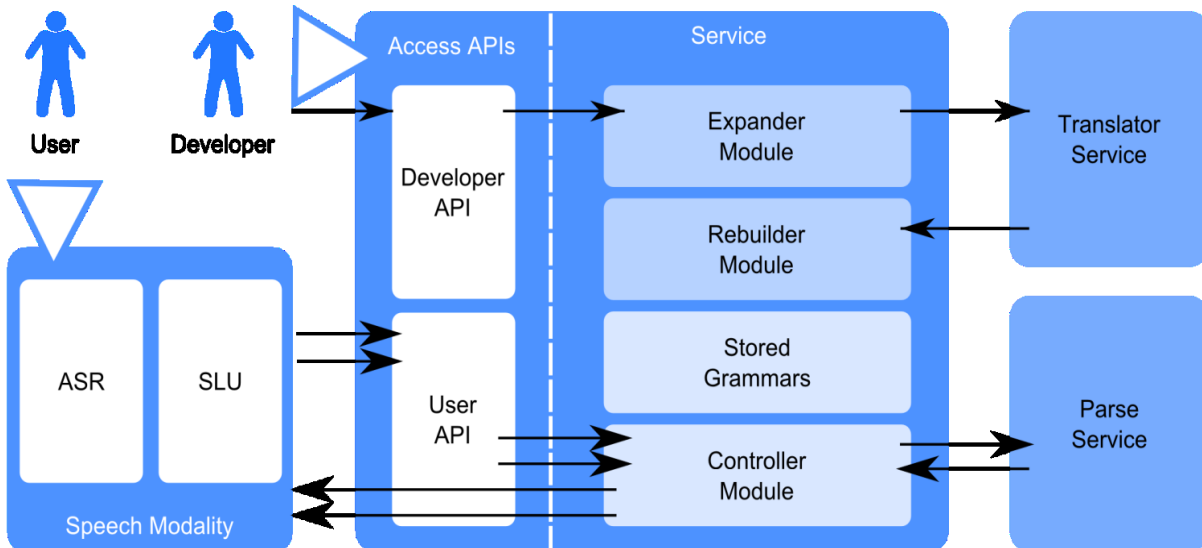 User
Developer
Access APIs
Service
Developer
API
Expander
Module
Translator
Service
Rebuilder
Module
ASR
SLU
Speech Modality
User
API
Stored
Grammars
Controller
Module
Parse
Service